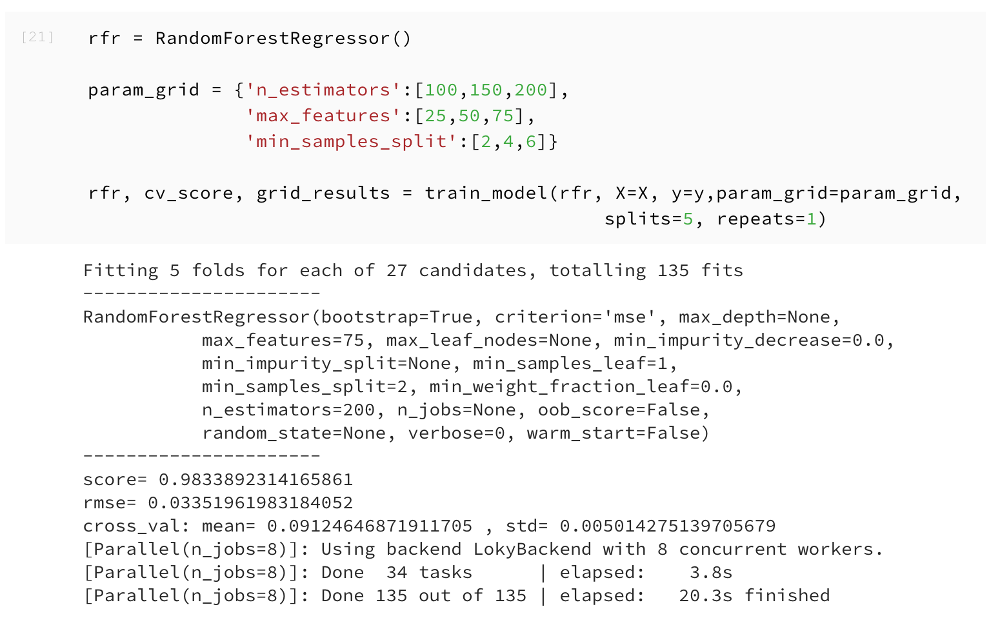 [21] rfr = RandomForestRegressor()
param_grid = {'n_estimators':[100,150,200],
'max_features':[25,50,75],
'min_samples_split':[2,4,6]}
rfr, cv_score, grid_results = train_model(rfr, X=X, y=y,param_grid=param_grid,
splits=5, repeats=1)
Fitting 5 folds for each of 27 candidates, totalling 135 fits
----------------------
RandomForestRegressor(bootstrap=True, criterion='mse', max_depth=None,
max_features=75, max_leaf_nodes=None, min_impurity_decrease=0.0,
min_impurity_split=None, min_samples_leaf=1,
min_samples_split=2, min_weight_fraction_leaf=0.0,
n_estimators=200, n_jobs=None, oob_score=False,
random_state=None, verbose=0, warm_start=False)
----------------------
score= 0.9833892314165861
rmse= 0.03351961983184052
cross_val: mean= 0.09124646871911705 , std= 0.005014275139705679
[Parallel(n_jobs=8)]: Using backend LokyBackend with 8 concurrent workers.
[Parallel(n_jobs=8)]: Done  34 tasks      | elapsed:    3.8s
[Parallel(n_jobs=8)]: Done 135 out of 135 | elapsed:   20.3s finished